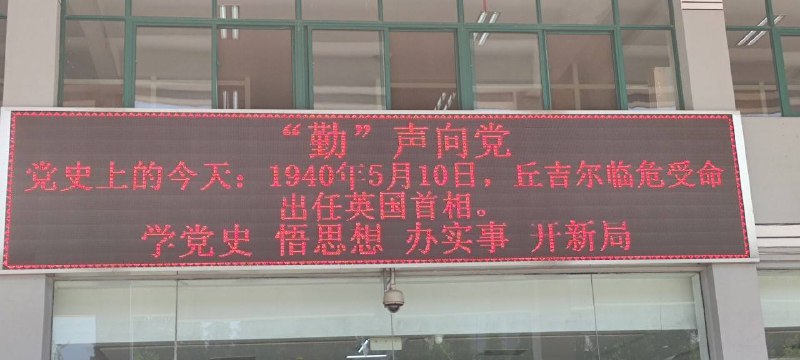 “勤”声向党
党史上的今天：1940年5月10日，丘吉尔临危受命
出任英国首相。
学党史 悟思想 办实事 开新局